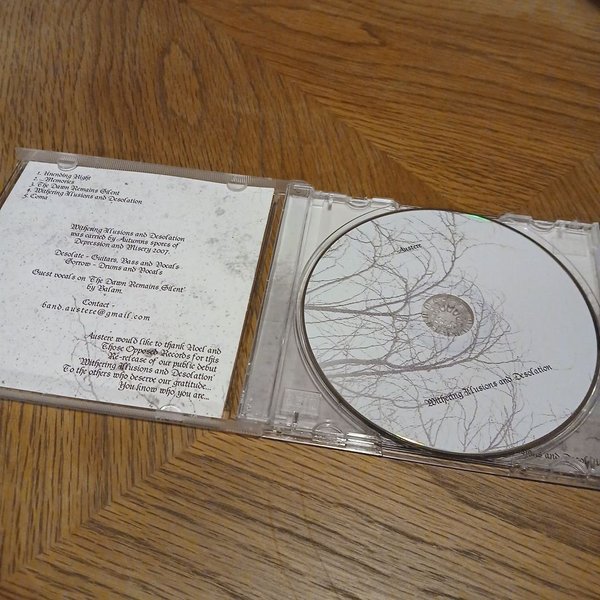 1. Unending Night
2. ...Memories
3. The Dawn Remains Silent
4. Withering Illusions and Desolation
5. Coma
Withering Illusions and Desolation
was carried by Autumns spores of
Depression and Misery 2007.
Desolate - Guitars, Bass and Vocals
Sorrow - Drums and Vocals
Guest vocals on 'The Dawn Remains Silent'
by Balam.
Contact -
band.austere@gmail.com
Austere would like to thank Noel and
Those Opposed Records for this
Re-release of our public debut
'Withering Illusions and Desolation'
To the others who deserve our gratitude...
You know who you are...
Austere
Withering Illusions and Desolation
and Desolation